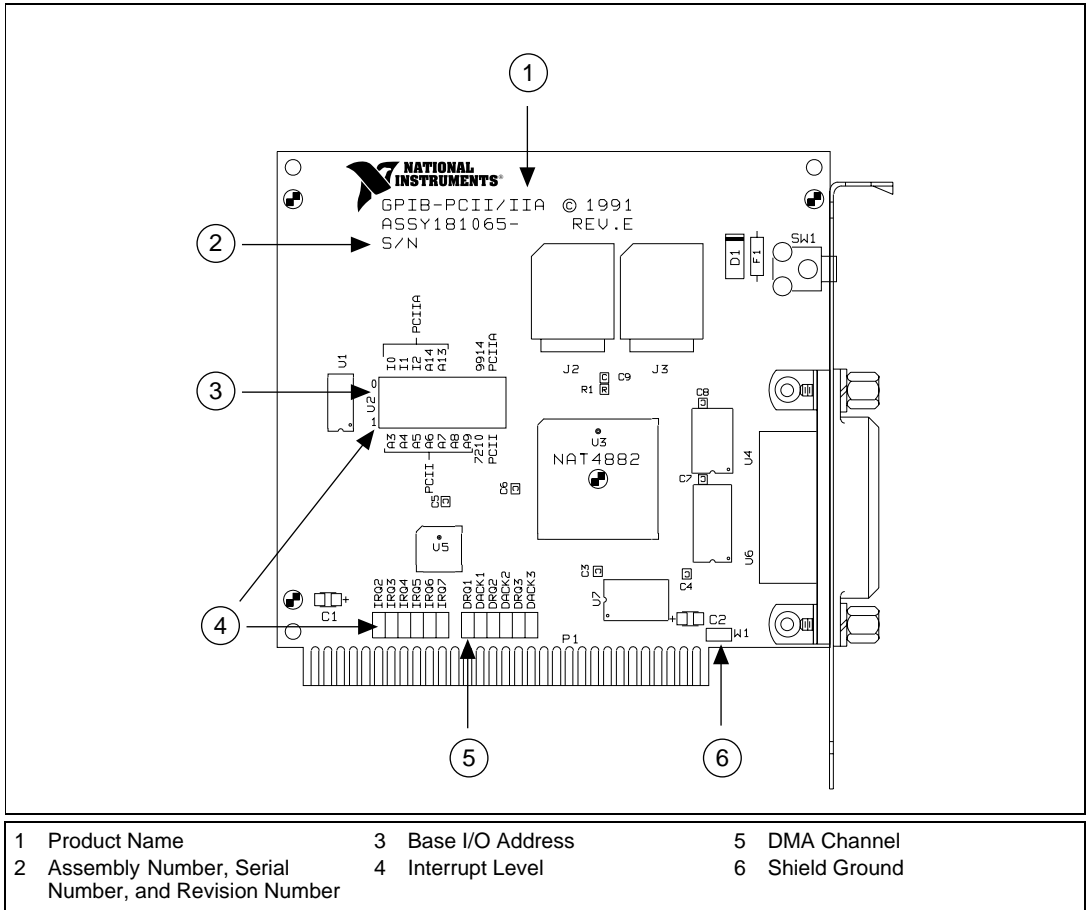 1
NATIONAL
INSTRUMENTS®
GPIB-PCII/IIA © 1991
ASSY181065- REV.E
2
S/N
SW1
D1
F1
PCIIA
I0
I1
I2
A14
A13
9914
PCIIA
U1
J2
J3
C9
C
R1
R
3
0
U2
1
C8
A3
A4
A5
A6
A7
A8
A9
7210
PCII
PCII
U3
NAT4882
U4
C7
C5
C6
U5
U6
C3
C4
IRQ2
IRQ3
IRQ4
IRQ5
IRQ6
IRQ7
DRQ1
DACK1
DRQ2
DACK2
DRQ3
DACK3
U7
C1
+
4
+
C2
W1
P1
5
6
1 Product Name
2 Assembly Number, Serial
Number, and Revision Number
3 Base I/O Address
4 Interrupt Level
5 DMA Channel
6 Shield Ground